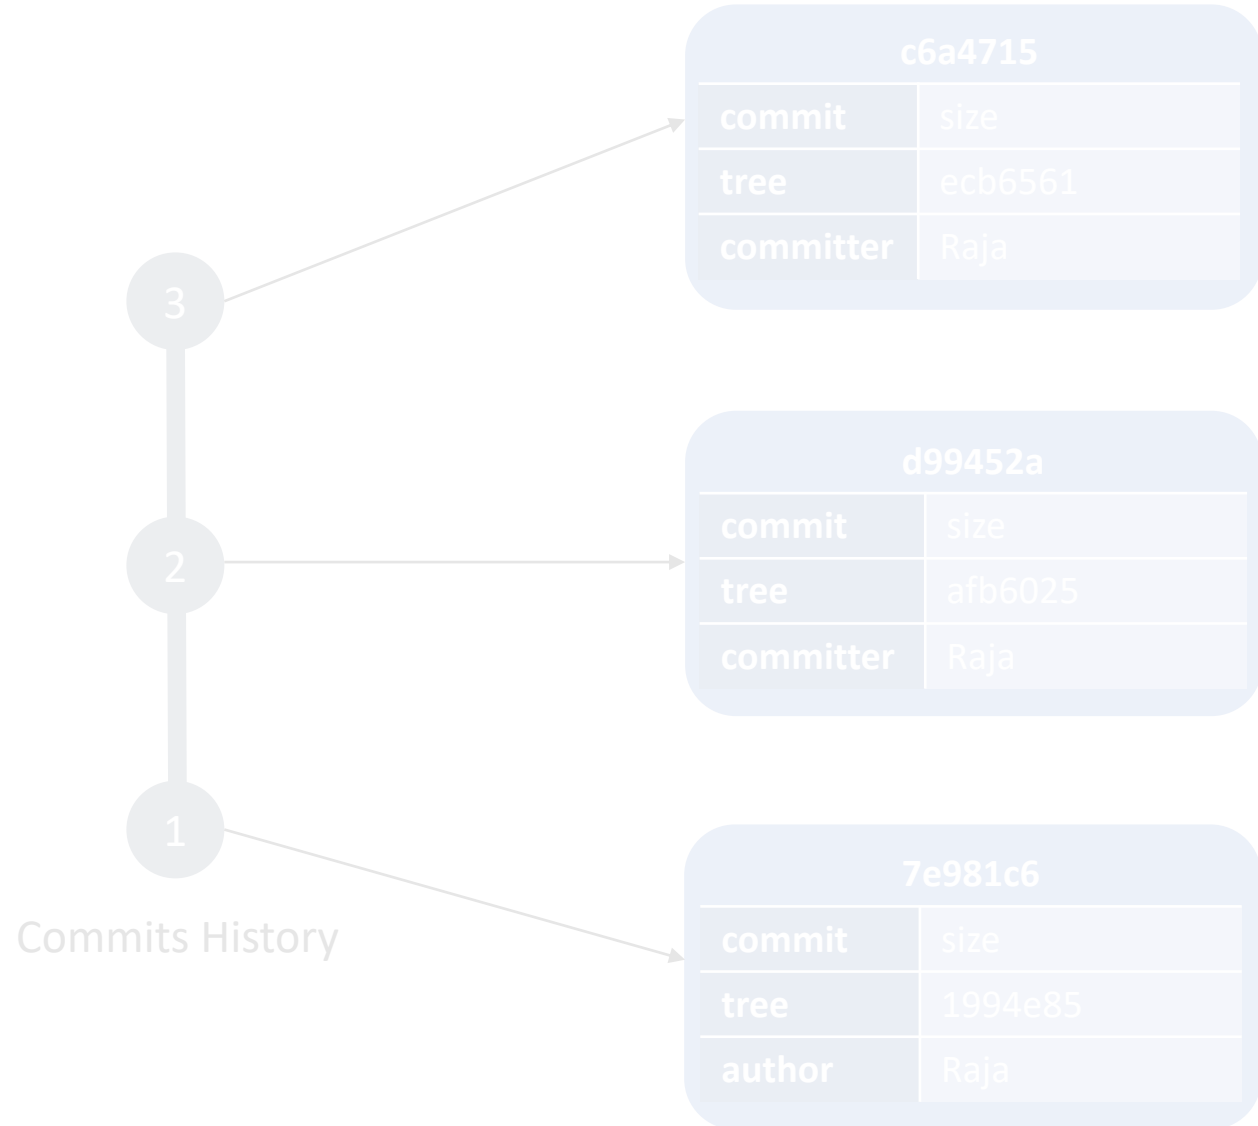 c6a4715
commit size
tree ecb6561
committer Raja
3
d99452a
commit size
2
tree afb6025
committer Raja
1
7e981c6
Commits History
commit size
tree 1994e85
author Raja